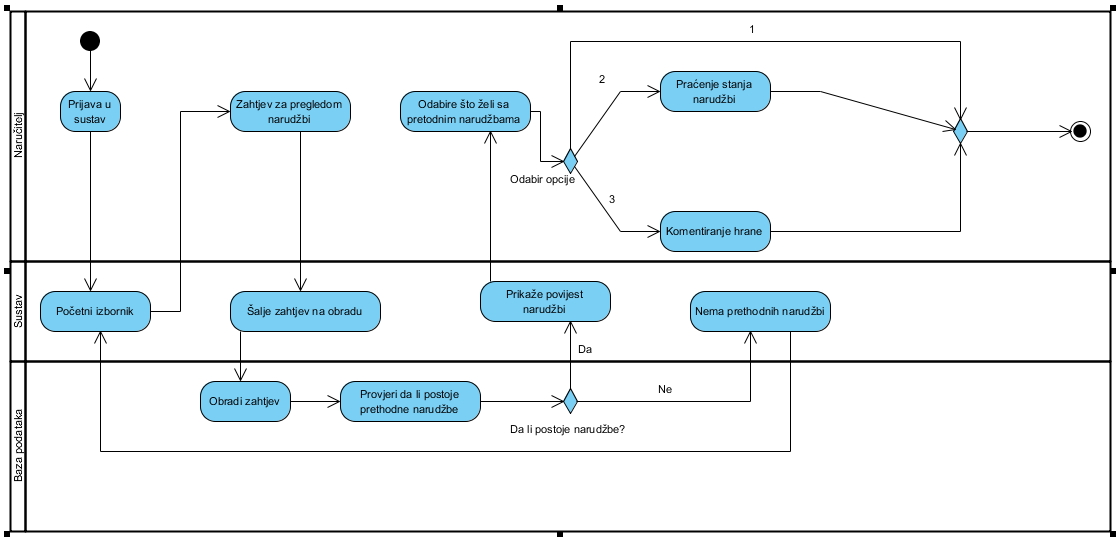 1
Naručitelj
Prijava u
sustav
Zahtjev za pregledom
narudžbi
Odabire što želi sa
pretodnim narudžbama
2
Praćenje stanja
narudžbi
Odabir opcije
3
Komentiranje hrane
Sustav
Početni izbornik
Šalje zahtjev na obradu
Prikaže povijest
narudžbi
Nema prethodnih narudžbi
Da
Baza podataka
Obradi zahtjev
Provjeri da li postoje
prethodne narudžbe
Ne
Da li postoje narudžbe?